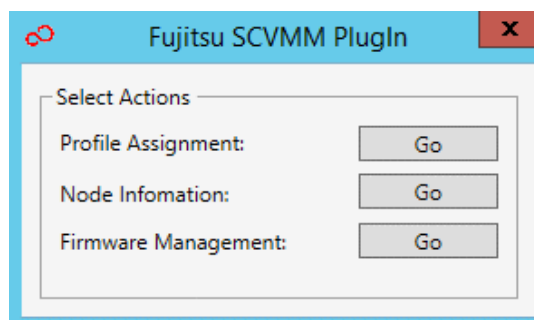 Fujitsu SCVMM PlugIn
x
Select Actions
Profile Assignment: Go
Node Infomation: Go
Firmware Management: Go